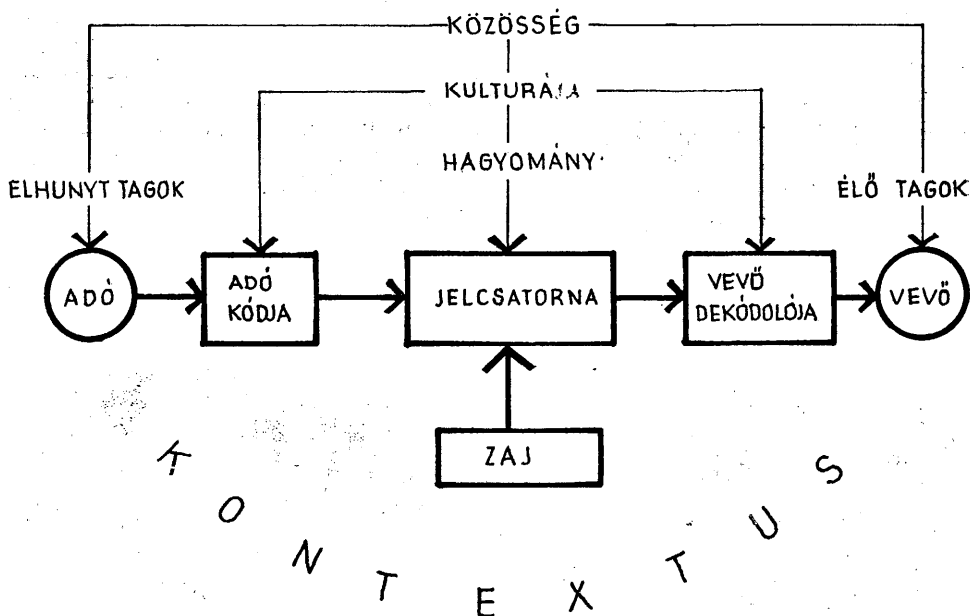 KÖZÖSSÉG
KULTURÁJA
HAGYOMÁNY
ELHUNYT TAGOK
ÉLŐ TAGOK
ADÓ
ADÓ
KÓDJA
JELCSATORNA
VEVŐ
DEKÓDOLÓJA
VEVŐ
ZAJ
KONTEXTUS